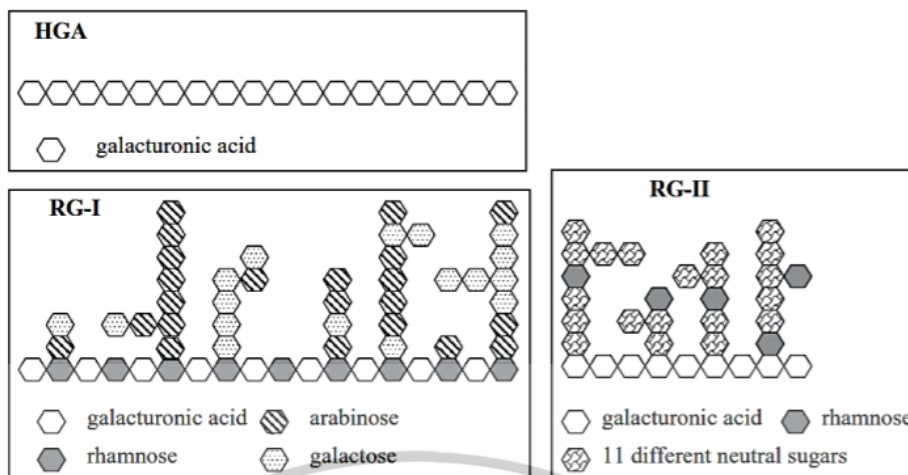 HGA
galacturonic acid
RG-I
galacturonic acid
arabinose
rhamnose
galactose
RG-II
galacturonic acid
rhamnose
11 different neutral sugars